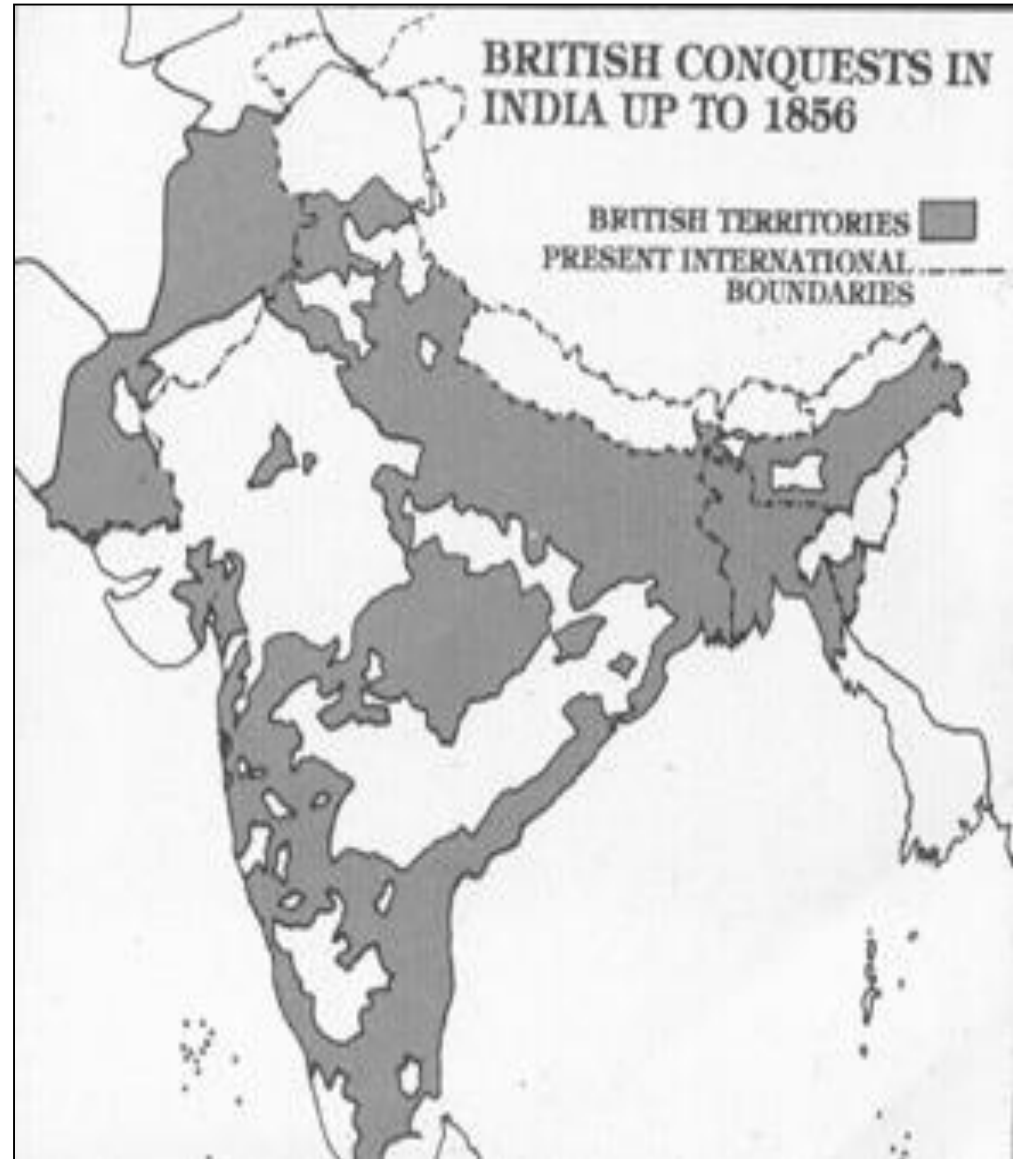 BRITISH CONQUESTS IN
INDIA UP TO 1856
BRITISH TERRITORIES
PRESENT INTERNATIONAL
BOUNDARIES